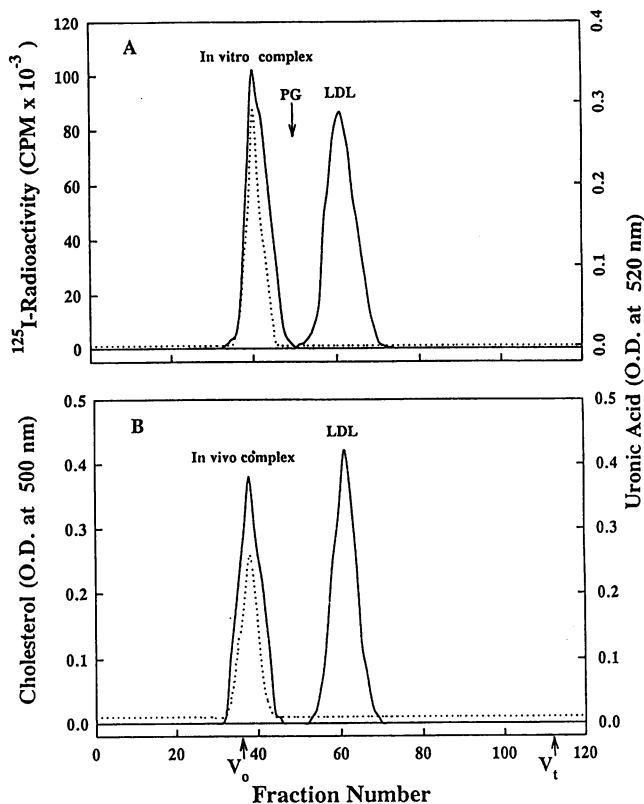 A
In vitro complex
PG
LDL
120
100
80
60
40
20
0
¹²⁵I-Radioactivity (CPM x 10⁻³)
0.4
0.3
0.2
0.1
0.0
B
In vivo complex
LDL
0.5
0.4
0.3
0.2
0.1
0.0
Cholesterol (O.D. at 500 nm)
0.5
0.4
0.3
0.2
0.1
0.0
Uronic Acid (O.D. at 520 nm)
0 20 40 60 80 100 120
Vₒ Vₜ
Fraction Number